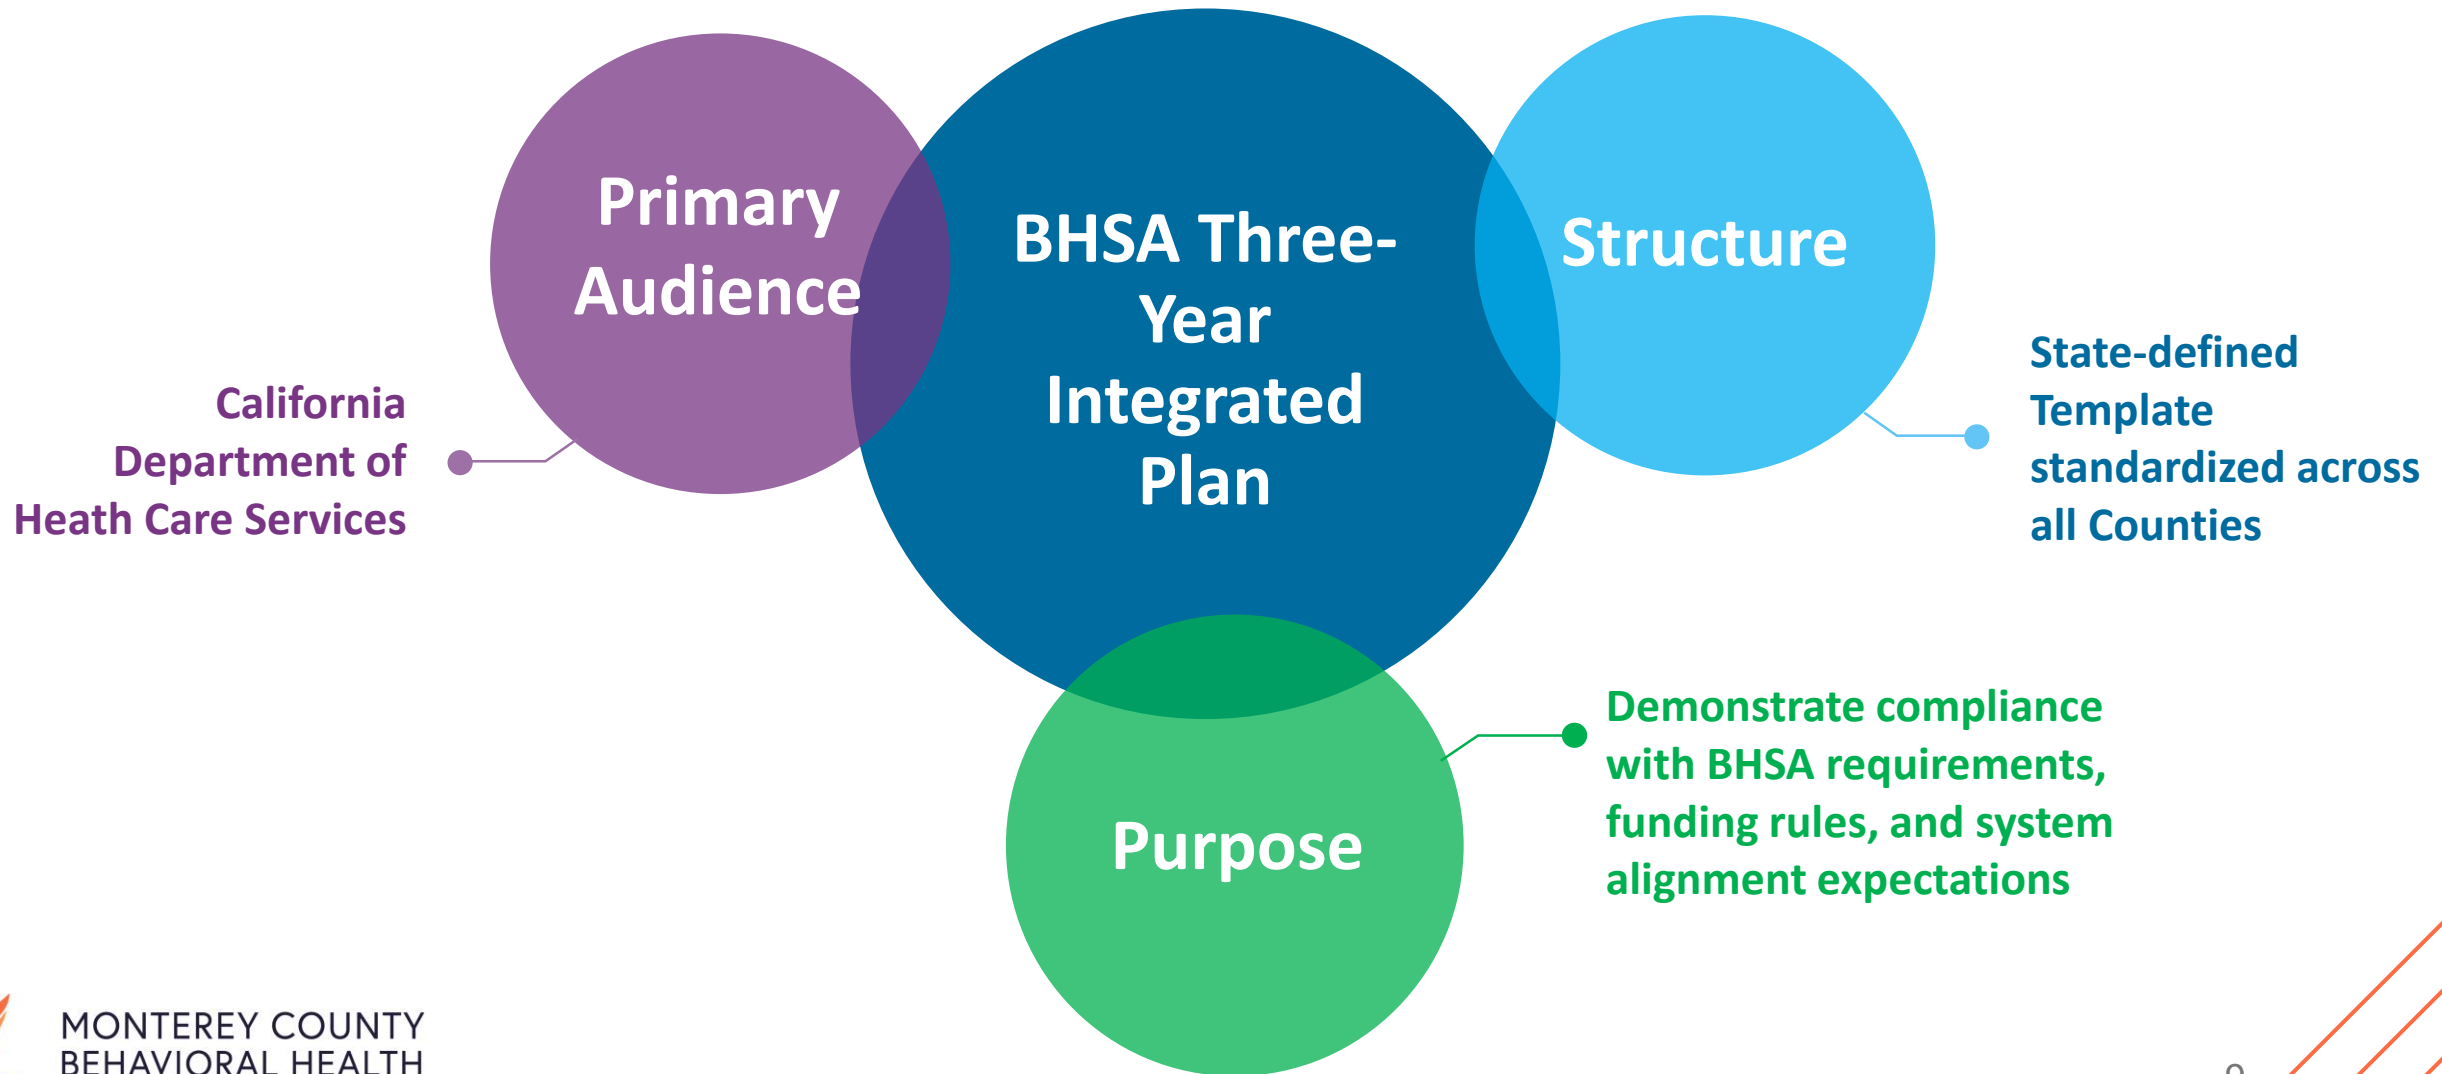 Primary
Audience
BHSA Three-
Year
Integrated
Plan
Structure
California
Department of
Heath Care Services
State-defined
Template
standardized across
all Counties
Purpose
Demonstrate compliance
with BHSA requirements,
funding rules, and system
alignment expectations
MONTEREY COUNTY
BEHAVIORAL HEALTH